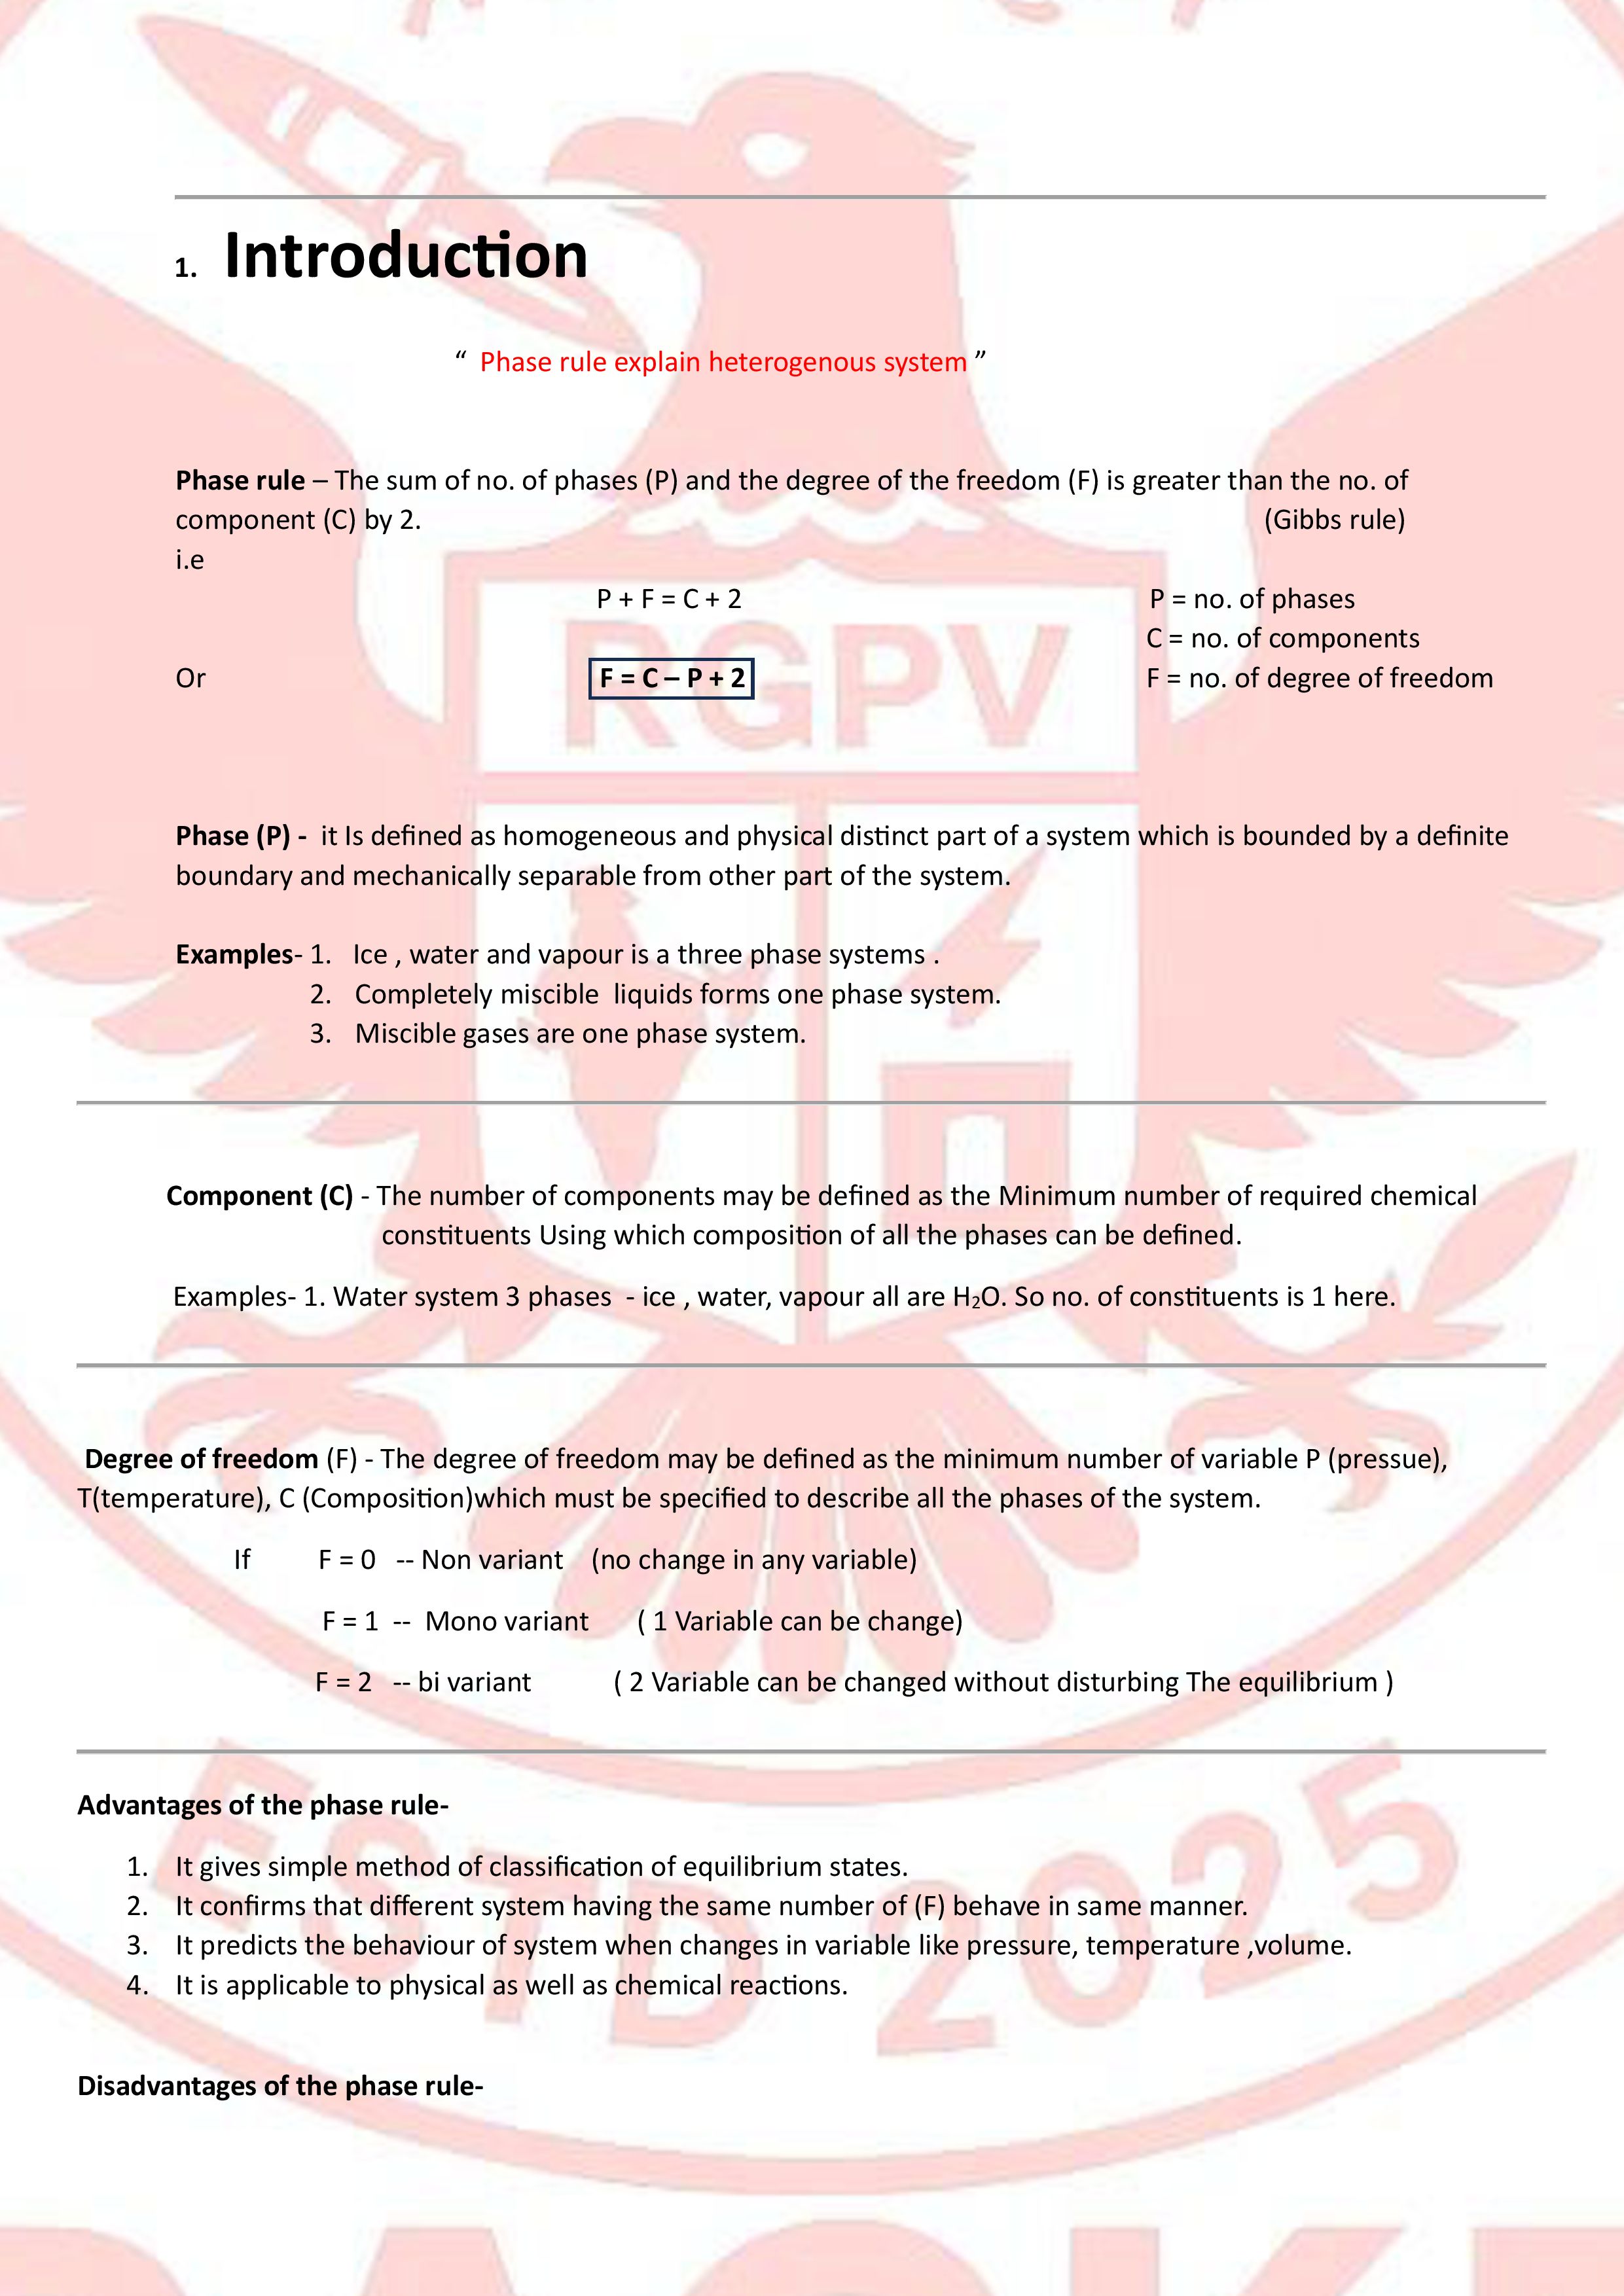 1. Introduction
“ Phase rule explain heterogenous system ”
Phase rule – The sum of no. of phases (P) and the degree of the freedom (F) is greater than the no. of
component (C) by 2. (Gibbs rule)
i.e
P + F = C + 2 P = no. of phases
C = no. of components
Or F = C – P + 2 F = no. of degree of freedom
RGPV
Phase (P) - it Is defined as homogeneous and physical distinct part of a system which is bounded by a definite
boundary and mechanically separable from other part of the system.
Examples- 1. Ice , water and vapour is a three phase systems .
2. Completely miscible liquids forms one phase system.
3. Miscible gases are one phase system.
Component (C) - The number of components may be defined as the Minimum number of required chemical
constituents Using which composition of all the phases can be defined.
Examples- 1. Water system 3 phases - ice , water, vapour all are H₂O. So no. of constituents is 1 here.
Degree of freedom (F) - The degree of freedom may be defined as the minimum number of variable P (pressue),
T(temperature), C (Composition)which must be specified to describe all the phases of the system.
If F = 0 -- Non variant (no change in any variable)
F = 1 -- Mono variant ( 1 Variable can be change)
F = 2 -- bi variant ( 2 Variable can be changed without disturbing The equilibrium )
Advantages of the phase rule-
1. It gives simple method of classification of equilibrium states.
2. It confirms that different system having the same number of (F) behave in same manner.
3. It predicts the behaviour of system when changes in variable like pressure, temperature ,volume.
4. It is applicable to physical as well as chemical reactions.
ESTD 2025
Disadvantages of the phase rule-